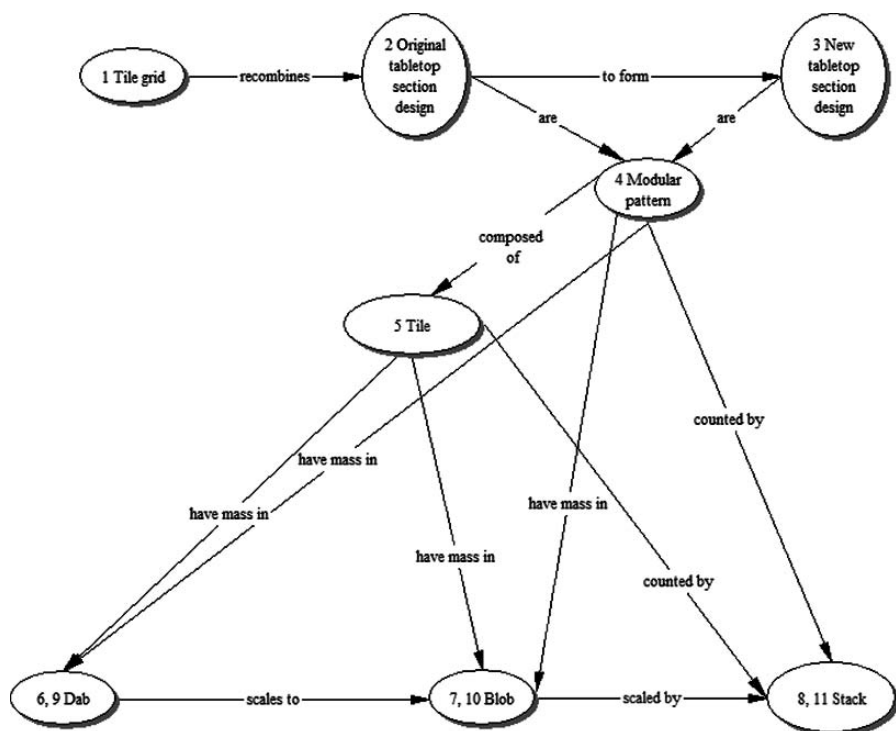 1 Tile grid
recombines
2 Original
tabletop
section
design
to form
3 New
tabletop
section
design
are
are
4 Modular
pattern
composed
of
5 Tile
counted by
have mass in
have mass in
have mass in
have mass in
counted by
6, 9 Dab
scales to
7, 10 Blob
scaled by
8, 11 Stack